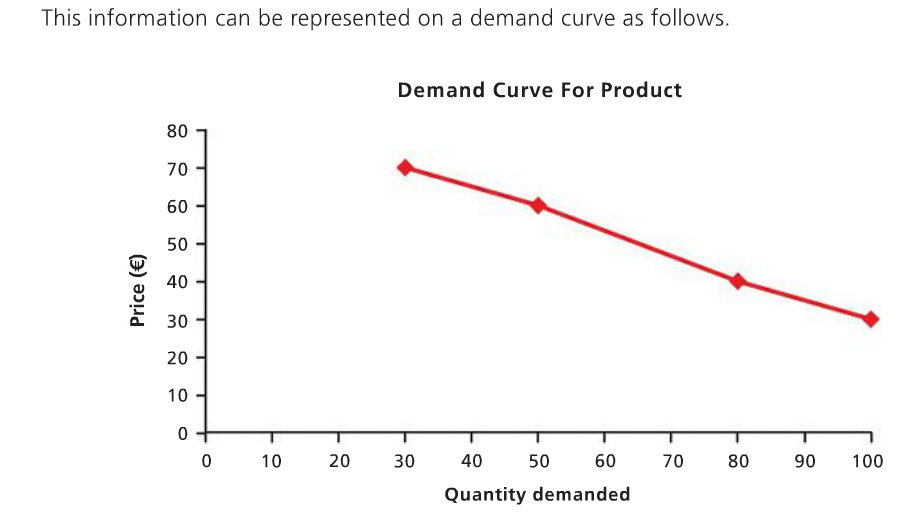 This information can be represented on a demand curve as follows.
Demand Curve For Product
80
70
60
50
40
30
20
10
0
Price (€)
0 10 20 30 40 50 60 70 80 90 100
Quantity demanded